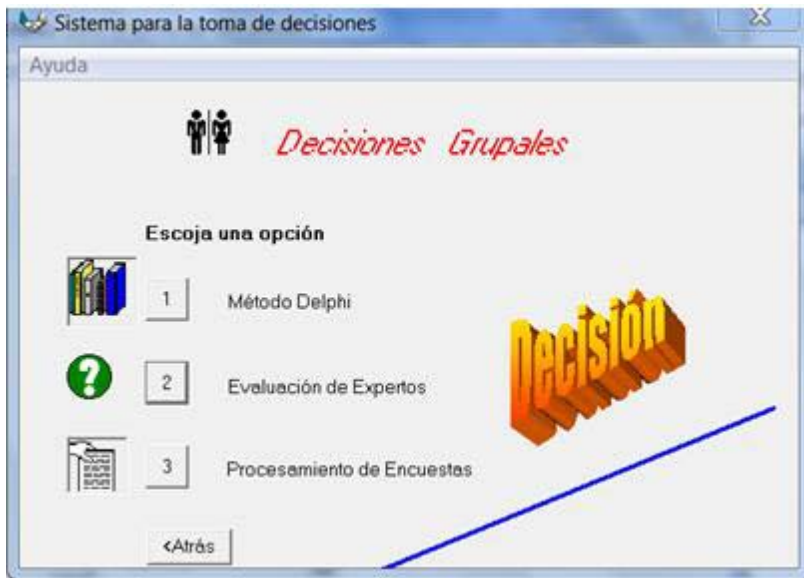 Sistema para la toma de decisiones
Ayuda
Decisiones Grupales
Escoja una opción
1 Método Delphi
2 Evaluación de Expertos
3 Procesamiento de Encuestas
Decisión
<Atrás